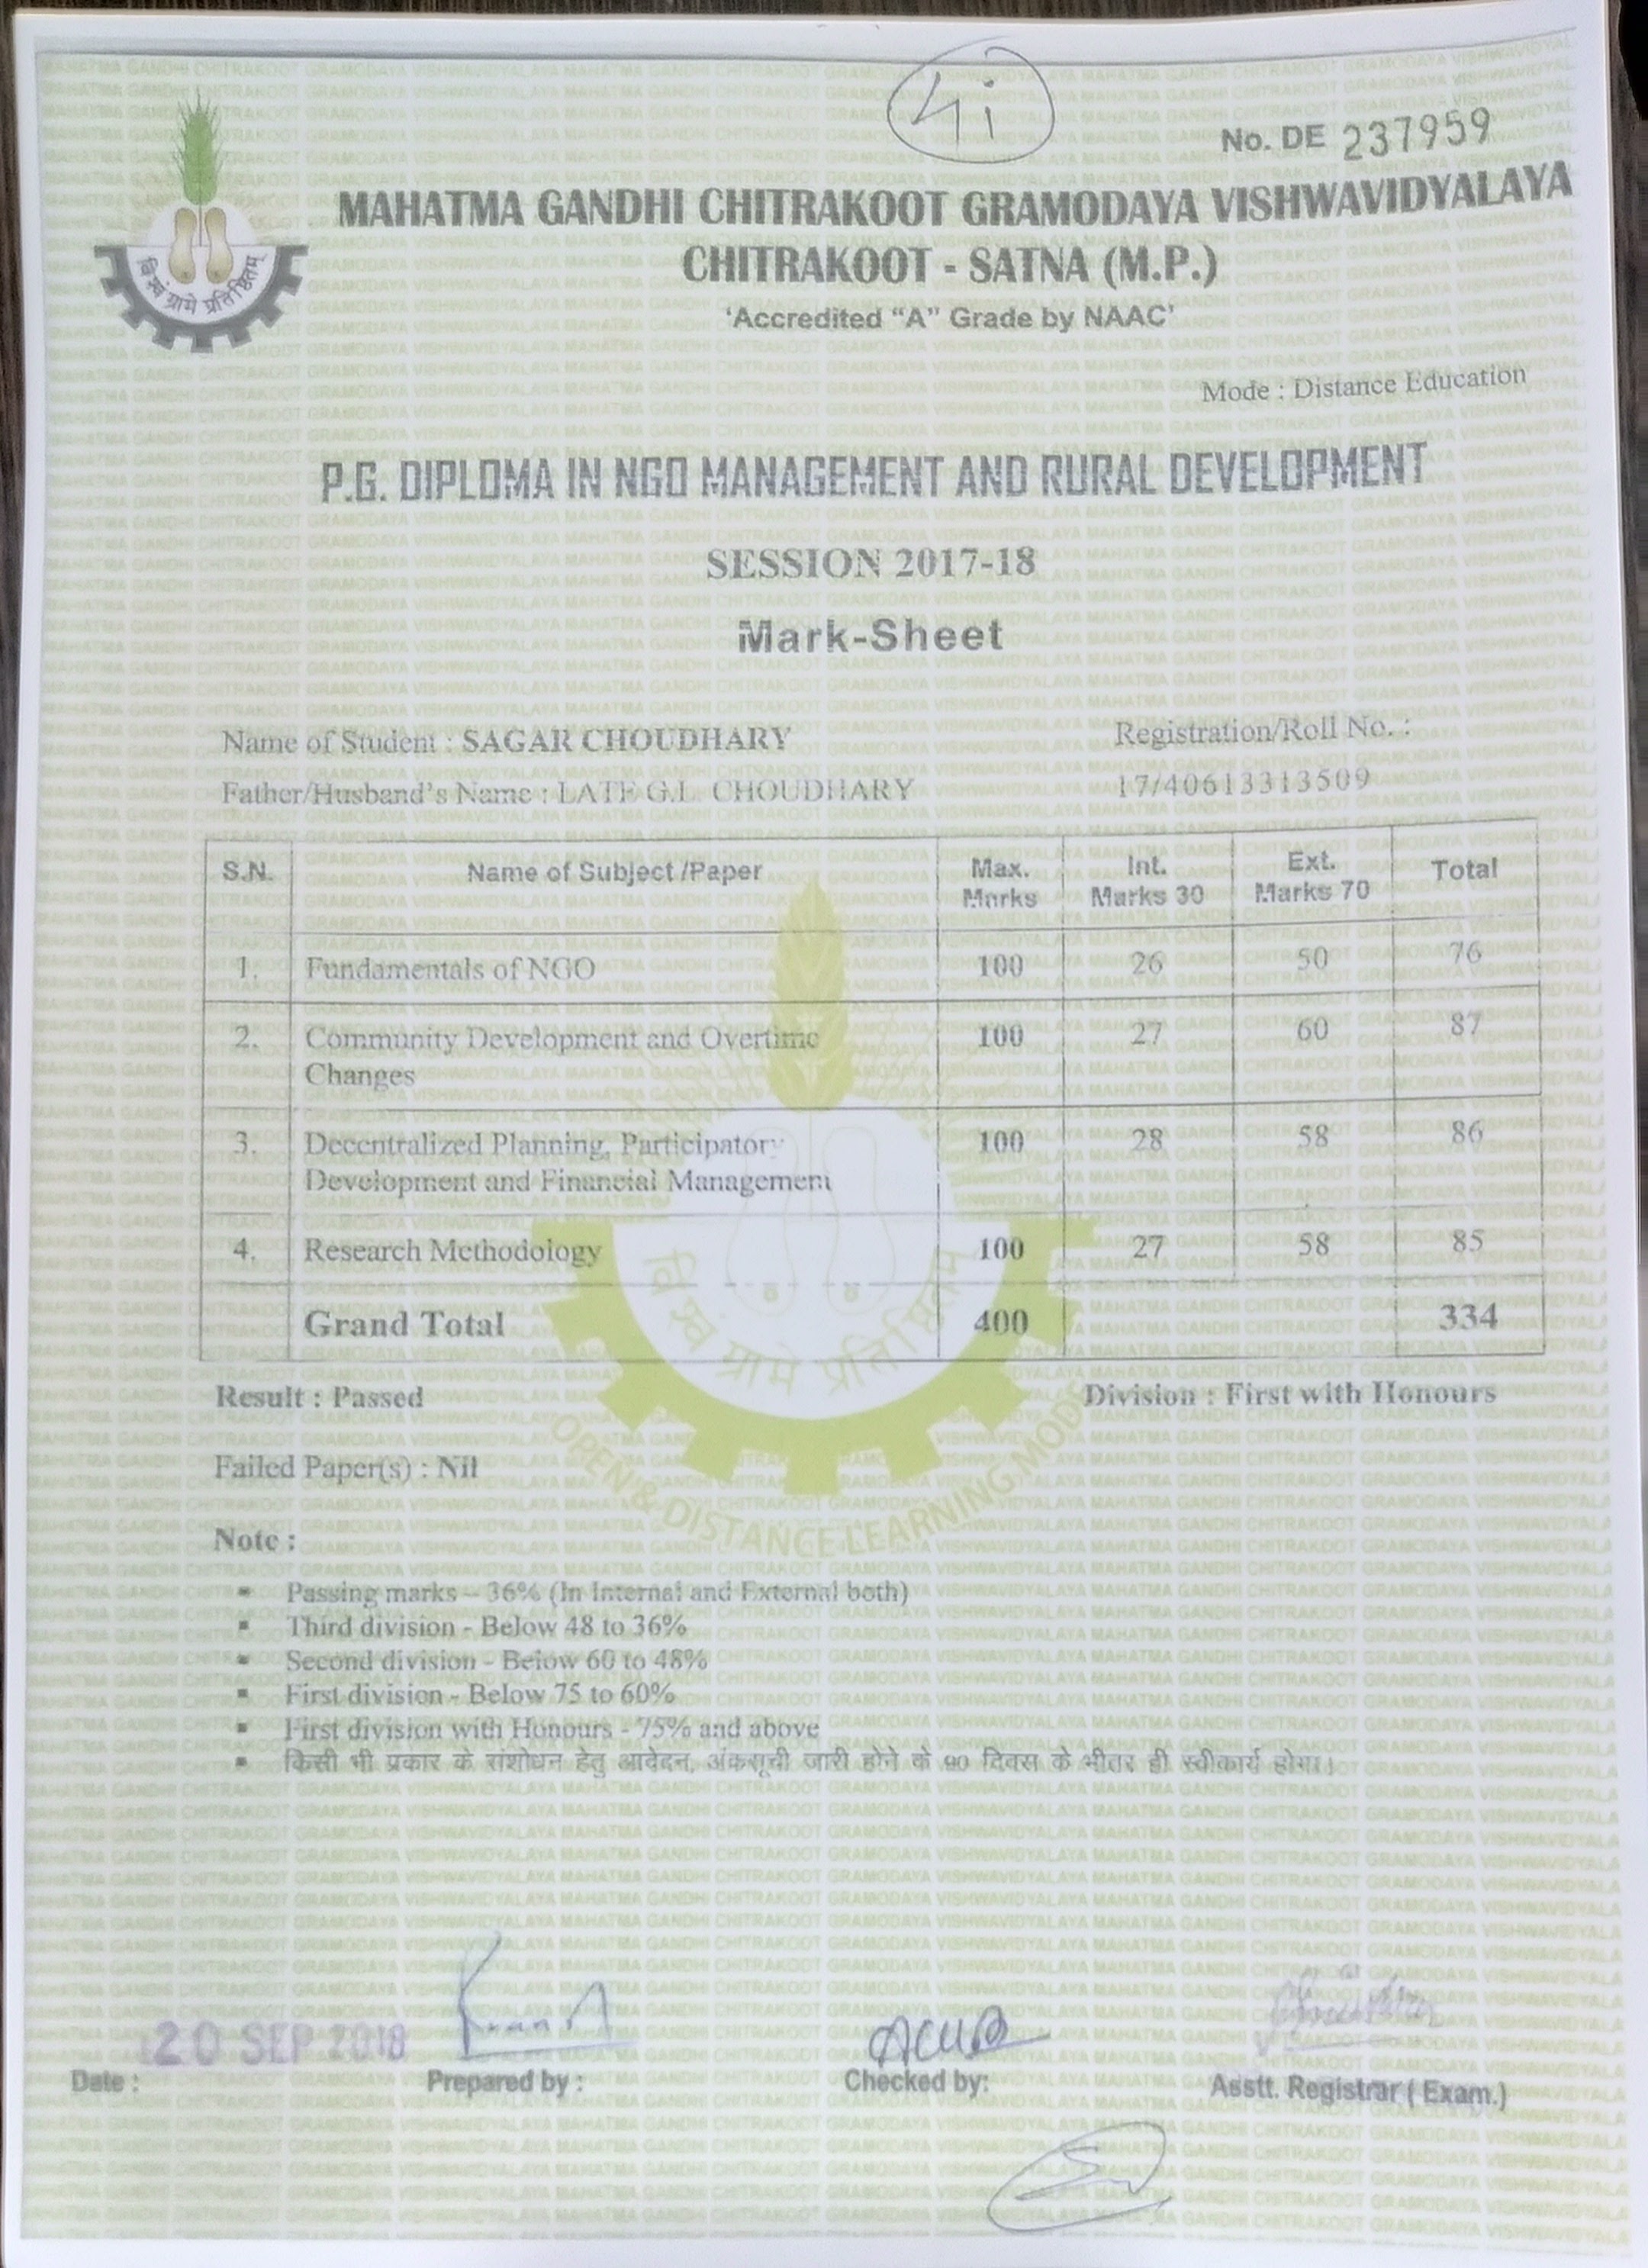 4i
No. DE 237959
MAHATMA GANDHI CHITRAKOOT GRAMODAYA VISHWAVIDYALAYA
CHITRAKOOT - SATNA (M.P.)
'Accredited "A" Grade by NAAC'
विश्वं ग्रामे प्रतिष्ठितम्
Mode : Distance Education
P.G. DIPLOMA IN NGO MANAGEMENT AND RURAL DEVELOPMENT
SESSION 2017-18
Mark-Sheet
Name of Student : SAGAR CHOUDHARY Registration/Roll No. :
Father/Husband's Name : LATE G.L. CHOUDHARY 17/40613313509
S.N. Name of Subject /Paper Max. Marks Int. Marks 30 Ext. Marks 70 Total
1. Fundamentals of NGO 100 26 50 76
2. Community Development and Overtime 100 27 60 87
Changes
3. Decentralized Planning, Participatory 100 28 58 86
Development and Financial Management
4. Research Methodology 100 27 58 85
Grand Total 400 334
विश्वं ग्रामे प्रतिष्ठितम्
Result : Passed Division : First with Honours
OPEN & DISTANCE LEARNING MODE
Failed Paper(s) : Nil
Note :
Passing marks – 36% (In Internal and External both)
Third division - Below 48 to 36%
Second division - Below 60 to 48%
First division - Below 75 to 60%
First division with Honours - 75% and above
किसी भी प्रकार के संशोधन हेतु आवेदन, अंकसूची जारी होने के 90 दिवस के भीतर ही स्वीकार्य होगा।
20 SEP 2018
Date : Prepared by : Checked by: Asstt. Registrar ( Exam.)